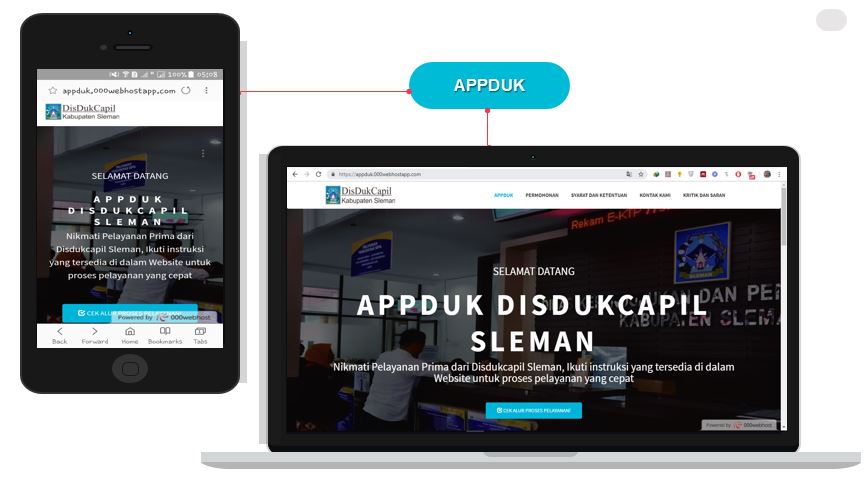 APPDUK
100% 05:08
appduk.000webhostapp.com
DisDukCapil
Kabupaten Sleman
SELAMAT DATANG
APPDUK
DISDUKCAPIL
SLEMAN
Nikmati Pelayanan Prima dari
Disdukcapil Sleman, Ikuti instruksi
yang tersedia di dalam Website untuk
proses pelayanan yang cepat
CEK ALUR PROSES PELAYANAN!
Powered by 000webhost
Back Forward Home Bookmarks Tabs
https://appduk.000webhostapp.com
DisDukCapil
Kabupaten Sleman
APPDUK PERMOHONAN SYARAT DAN KETENTUAN KONTAK KAMI KRITIK DAN SARAN
Rekam E-KTP
SLEMAN
SELAMAT DATANG
APPDUK DISDUKCAPIL
SLEMAN
DAN PE
KABUPATEN SLEM
Nikmati Pelayanan Prima dari Disdukcapil Sleman, Ikuti instruksi yang tersedia di dalam
Website untuk proses pelayanan yang cepat
CEK ALUR PROSES PELAYANAN!
Powered by 000webhost